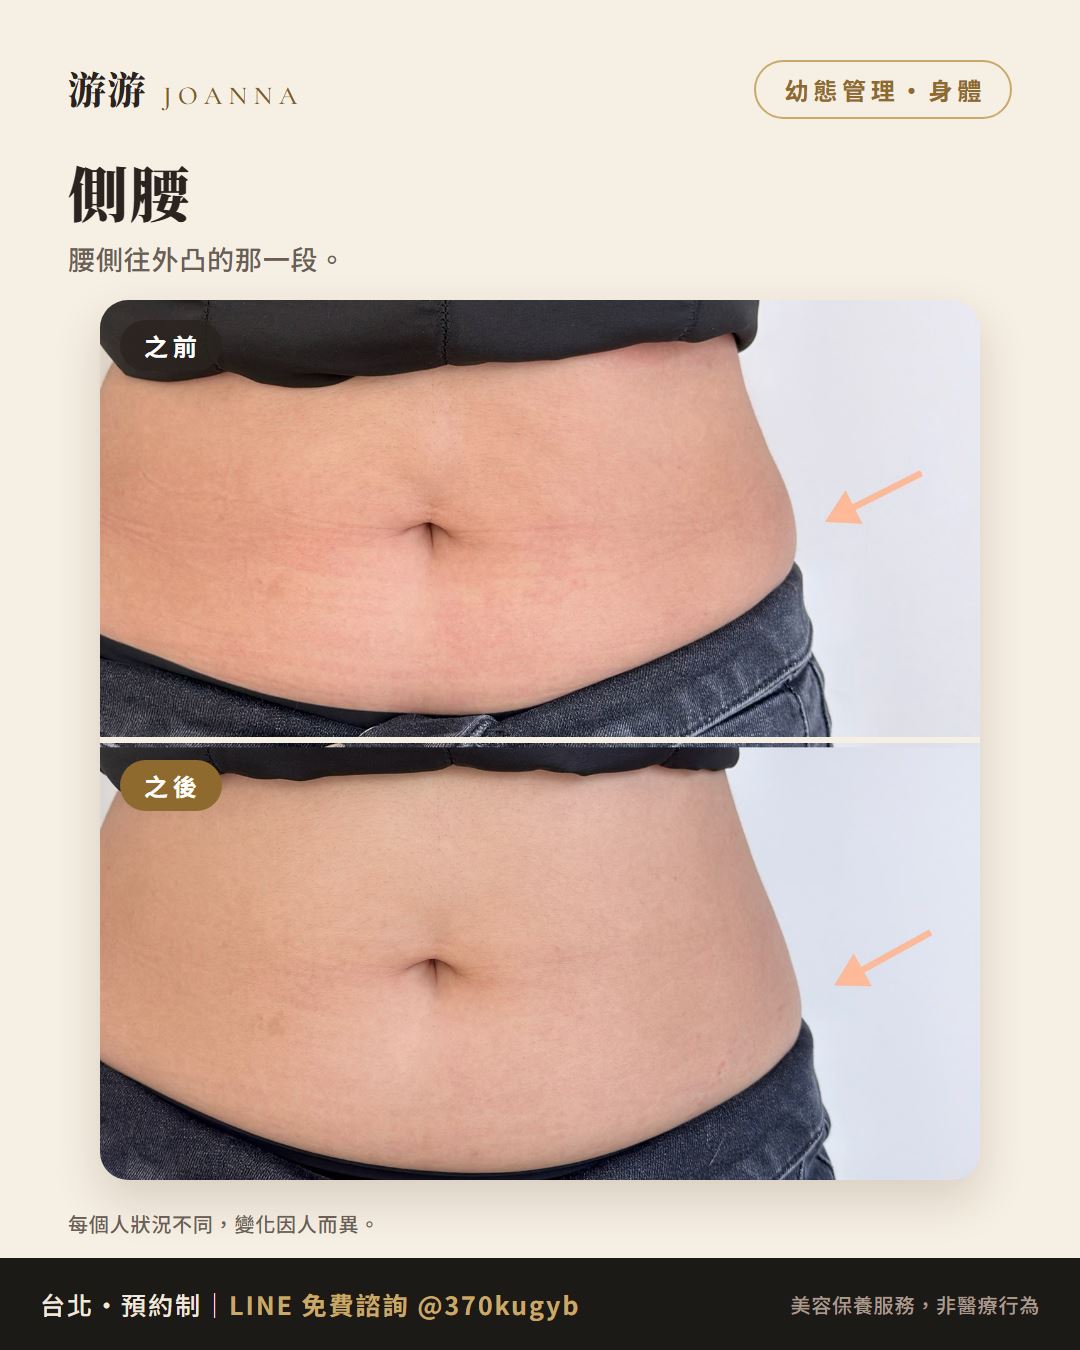 游游 JOANNA
幼態管理・身體
側腰
腰側往外凸的那一段。
之前
之後
每個人狀況不同，變化因人而異。
台北・預約制｜LINE 免費諮詢 @370kugyb
美容保養服務，非醫療行為